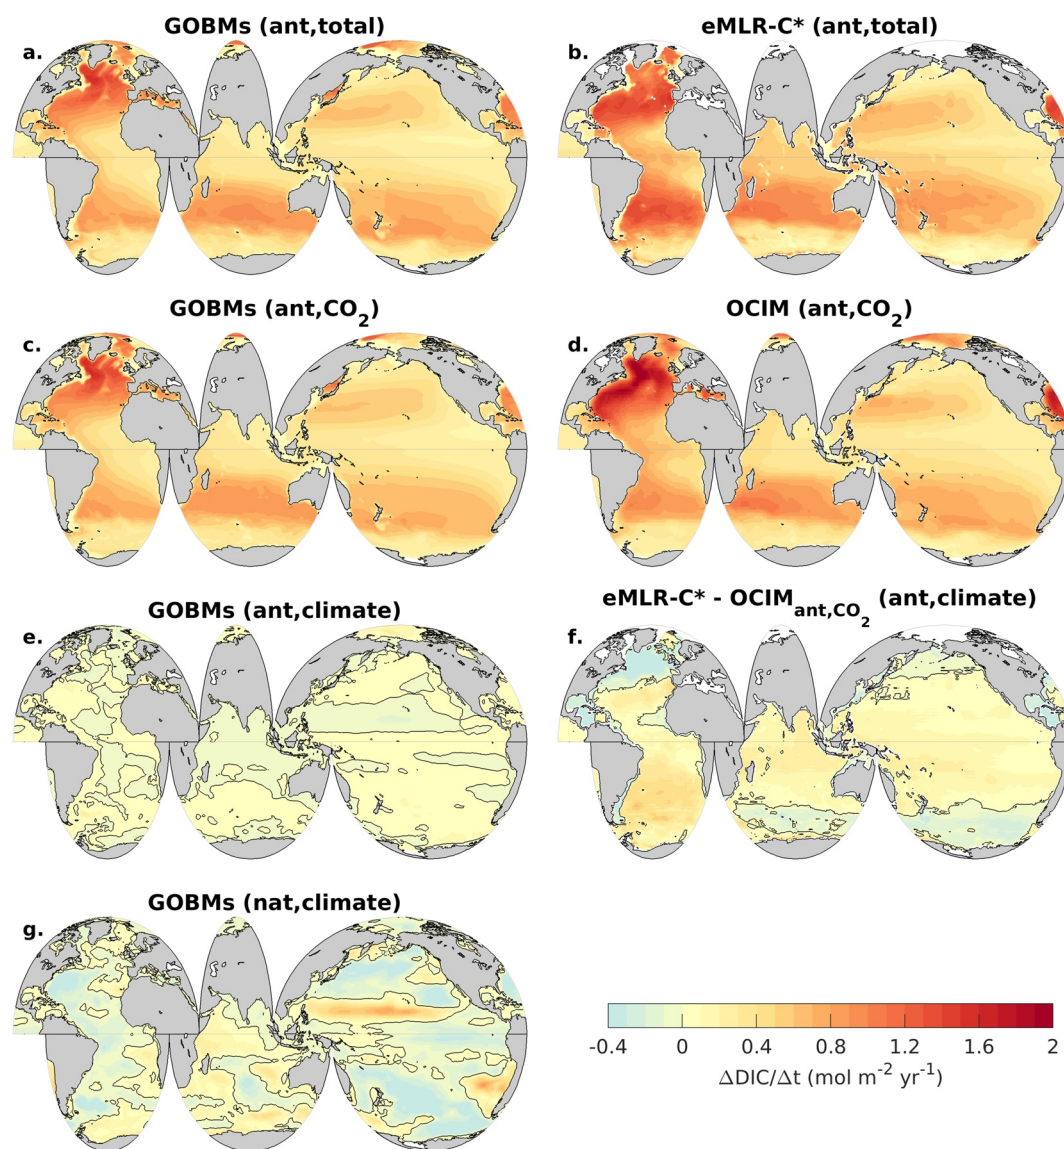 GOBMs (ant,total)
a.
eMLR-C* (ant,total)
b.
GOBMs (ant,CO₂)
c.
OCIM (ant,CO₂)
d.
GOBMs (ant,climate)
e.
eMLR-C* - OCIMₐₙₜ,CO₂ (ant,climate)
f.
GOBMs (nat,climate)
g.
-0.4 0 0.4 0.8 1.2 1.6 2
ΔDIC/Δt (mol m⁻² yr⁻¹)